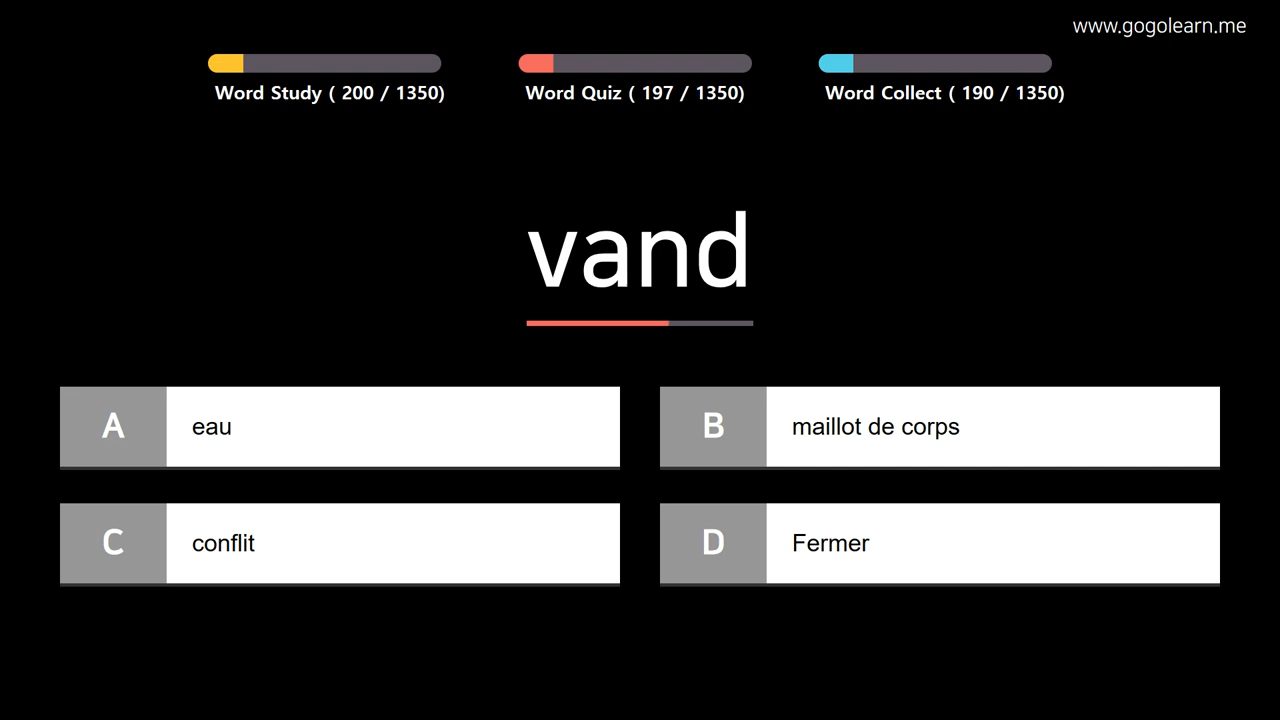 www.gogolearn.me
Word Study ( 200 / 1350)
Word Quiz ( 197 / 1350)
Word Collect ( 190 / 1350)
vand
A eau
B maillot de corps
C conflit
D Fermer